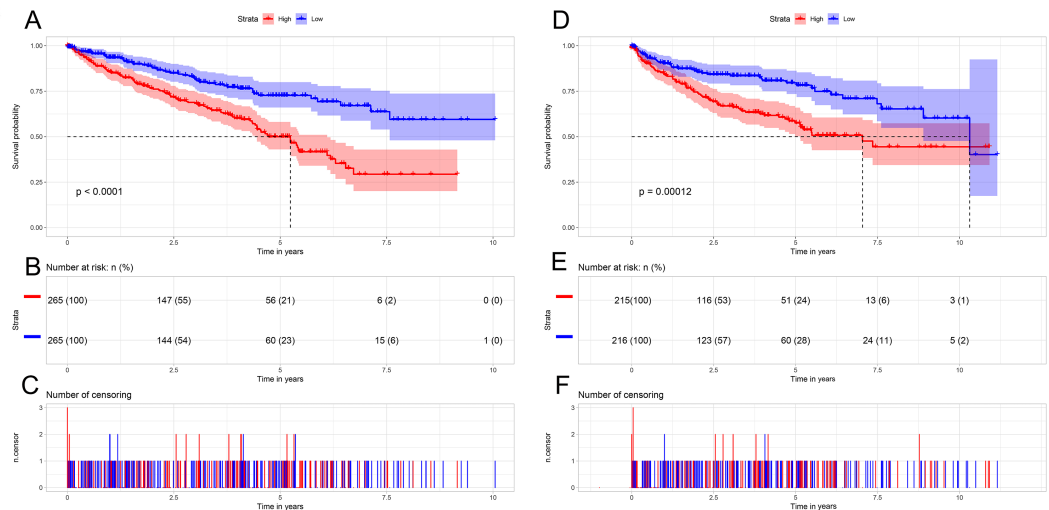 A
Strata High Low
1.00
0.75
0.50
0.25
0.00
Survival probability
p < 0.0001
0 2.5 5 7.5 10
Time in years
B
Number at risk: n (%)
Strata
265 (100) 147 (55) 56 (21) 6 (2) 0 (0)
265 (100) 144 (54) 60 (23) 15 (6) 1 (0)
0 2.5 5 7.5 10
Time in years
C
Number of censoring
n.censor
3
2
1
0
0 2.5 5 7.5 10
Time in years
D
Strata High Low
1.00
0.75
0.50
0.25
0.00
Survival probability
p = 0.00012
0 2.5 5 7.5 10
Time in years
E
Number at risk: n (%)
Strata
215(100) 116 (53) 51 (24) 13 (6) 3 (1)
216 (100) 123 (57) 60 (28) 24 (11) 5 (2)
0 2.5 5 7.5 10
Time in years
F
Number of censoring
n.censor
3
2
1
0
0 2.5 5 7.5 10
Time in years